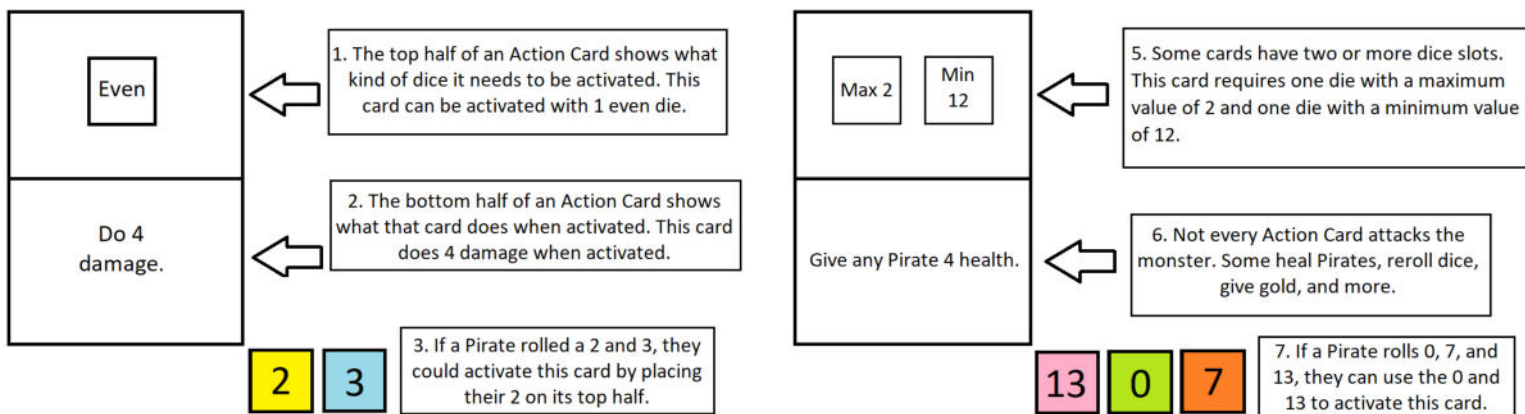 Even
1. The top half of an Action Card shows what
kind of dice it needs to be activated. This
card can be activated with 1 even die.
Do 4
damage.
2. The bottom half of an Action Card shows
what that card does when activated. This card
does 4 damage when activated.
2
3
3. If a Pirate rolled a 2 and 3, they
could activate this card by placing
their 2 on its top half.
Max 2
Min
12
5. Some cards have two or more dice slots.
This card requires one die with a maximum
value of 2 and one die with a minimum value
of 12.
Give any Pirate 4 health.
6. Not every Action Card attacks the
monster. Some heal Pirates, reroll dice,
give gold, and more.
13
0
7
7. If a Pirate rolls 0, 7, and
13, they can use the 0 and
13 to activate this card.